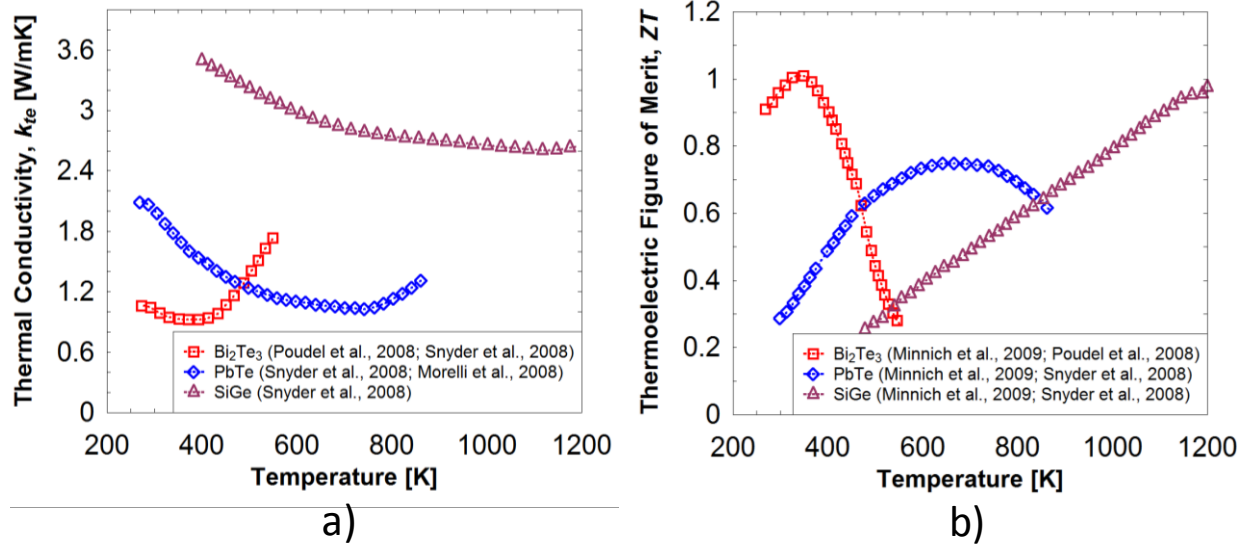 Thermal Conductivity, kte [W/mK]
3.6
3
2.4
1.8
1.2
0.6
0
Bi2Te3 (Poudel et al., 2008; Snyder et al., 2008)
PbTe (Snyder et al., 2008; Morelli et al., 2008)
SiGe (Snyder et al., 2008)
200 400 600 800 1000 1200
Temperature [K]
a)
Thermoelectric Figure of Merit, ZT
1.2
1
0.8
0.6
0.4
0.2
0
Bi2Te3 (Minnich et al., 2009; Poudel et al., 2008)
PbTe (Minnich et al., 2009; Snyder et al., 2008)
SiGe (Minnich et al., 2009; Snyder et al., 2008)
200 400 600 800 1000 1200
Temperature [K]
b)